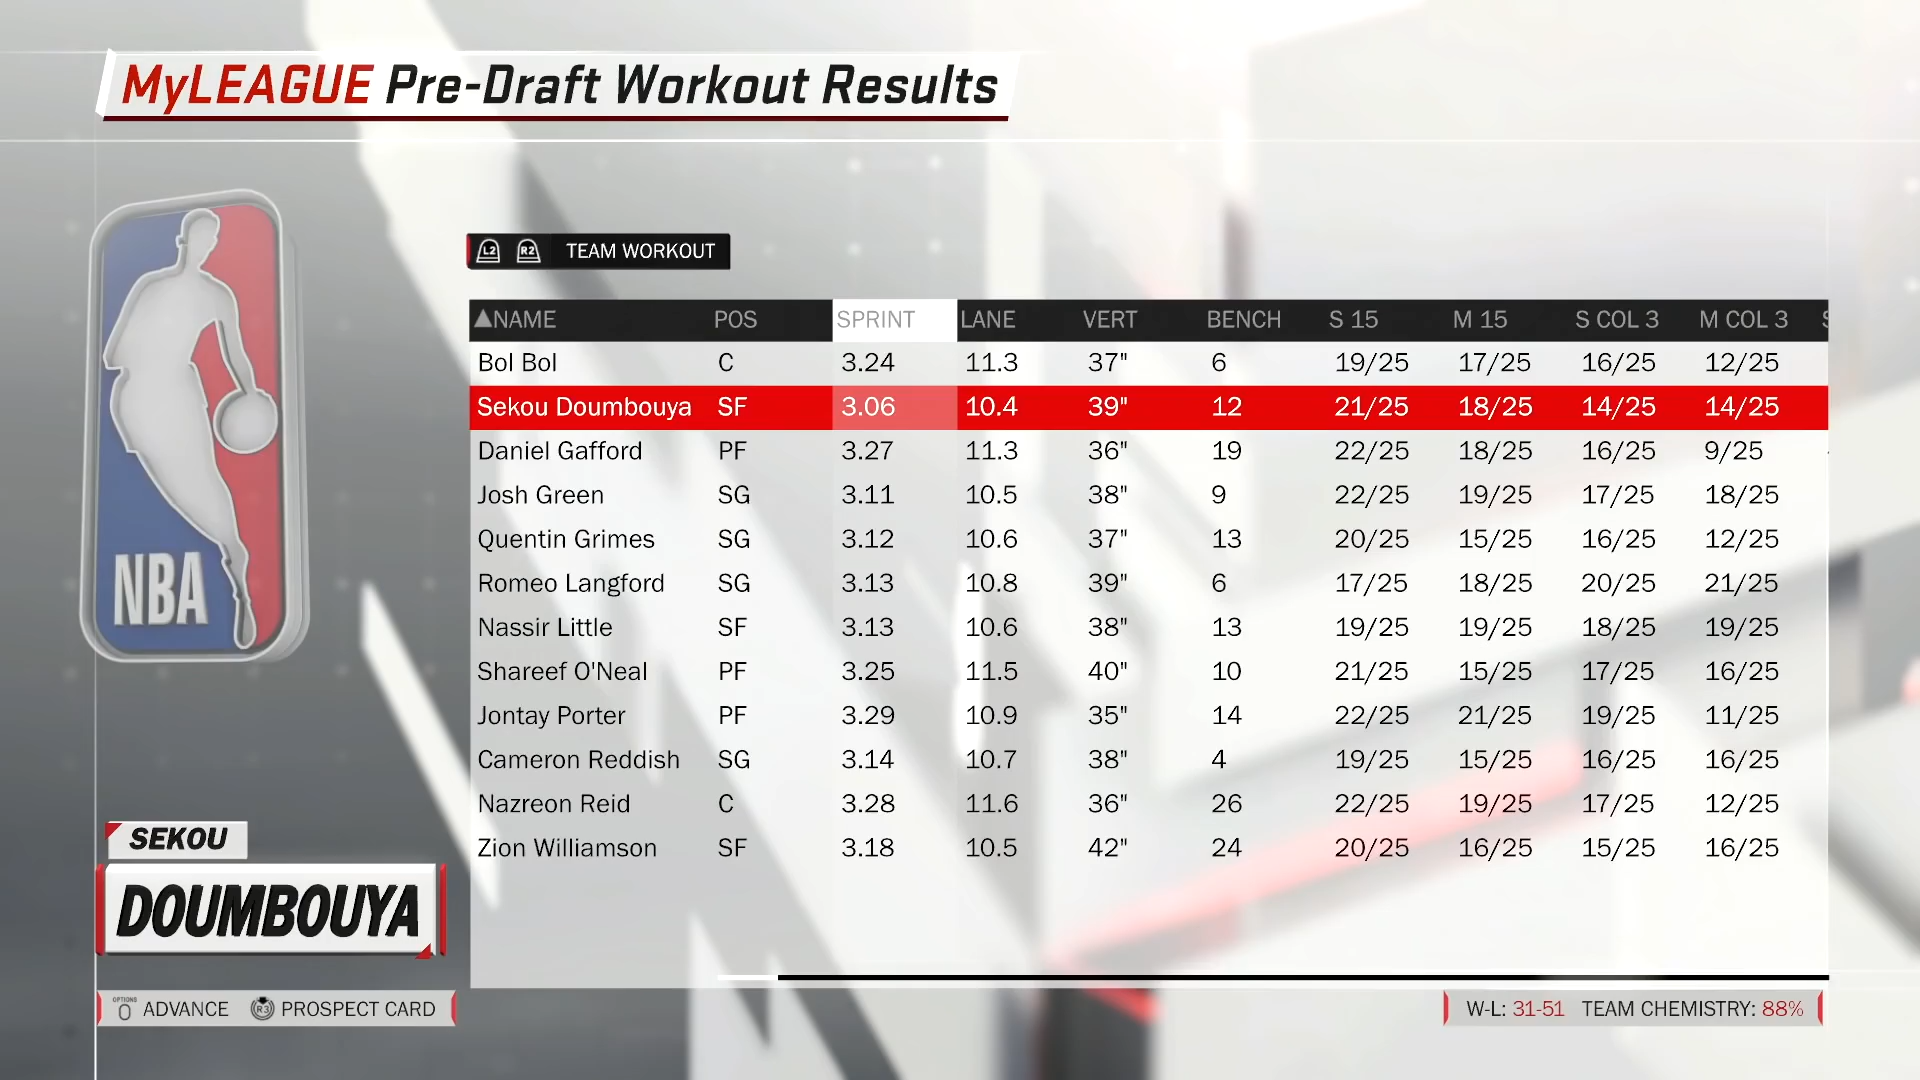 MyLEAGUE Pre-Draft Workout Results
L2 R2 TEAM WORKOUT
▲NAME POS SPRINT LANE VERT BENCH S 15 M 15 S COL 3 M COL 3
Bol Bol C 3.24 11.3 37" 6 19/25 17/25 16/25 12/25
Sekou Doumbouya SF 3.06 10.4 39" 12 21/25 18/25 14/25 14/25
Daniel Gafford PF 3.27 11.3 36" 19 22/25 18/25 16/25 9/25
Josh Green SG 3.11 10.5 38" 9 22/25 19/25 17/25 18/25
Quentin Grimes SG 3.12 10.6 37" 13 20/25 15/25 16/25 12/25
Romeo Langford SG 3.13 10.8 39" 6 17/25 18/25 20/25 21/25
Nassir Little SF 3.13 10.6 38" 13 19/25 19/25 18/25 19/25
Shareef O'Neal PF 3.25 11.5 40" 10 21/25 15/25 17/25 16/25
Jontay Porter PF 3.29 10.9 35" 14 22/25 21/25 19/25 11/25
Cameron Reddish SG 3.14 10.7 38" 4 19/25 15/25 16/25 16/25
Nazreon Reid C 3.28 11.6 36" 26 22/25 19/25 17/25 12/25
Zion Williamson SF 3.18 10.5 42" 24 20/25 16/25 15/25 16/25
NBA
SEKOU
DOUMBOUYA
OPTIONS ADVANCE R3 PROSPECT CARD
W-L: 31-51 TEAM CHEMISTRY: 88%